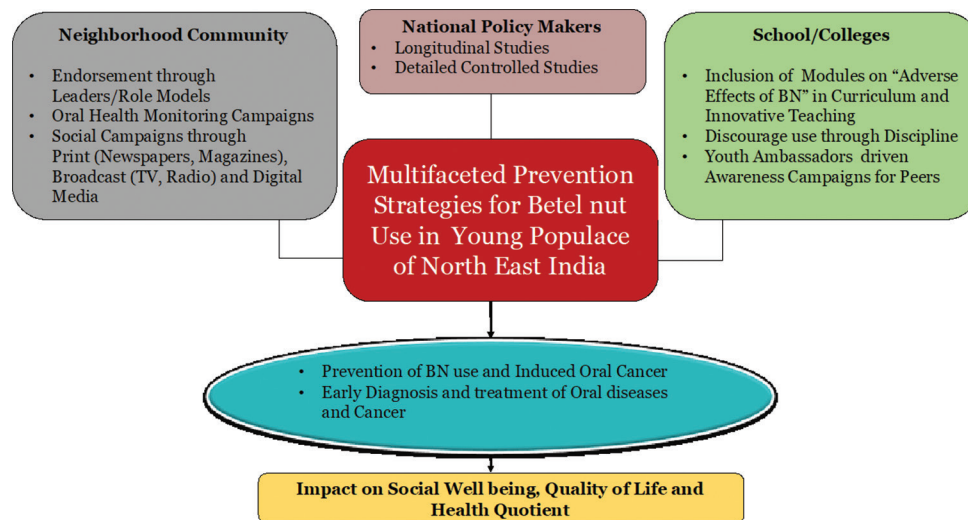 Neighborhood Community
• Endorsement through
Leaders/Role Models
• Oral Health Monitoring Campaigns
• Social Campaigns through
Print (Newspapers, Magazines),
Broadcast (TV, Radio) and Digital
Media
National Policy Makers
• Longitudinal Studies
• Detailed Controlled Studies
School/Colleges
• Inclusion of Modules on “Adverse
Effects of BN” in Curriculum and
Innovative Teaching
• Discourage use through Discipline
• Youth Ambassadors driven
Awareness Campaigns for Peers
Multifaceted Prevention
Strategies for Betel nut
Use in Young Populace
of North East India
• Prevention of BN use and Induced Oral Cancer
• Early Diagnosis and treatment of Oral diseases
and Cancer
Impact on Social Well being, Quality of Life and
Health Quotient